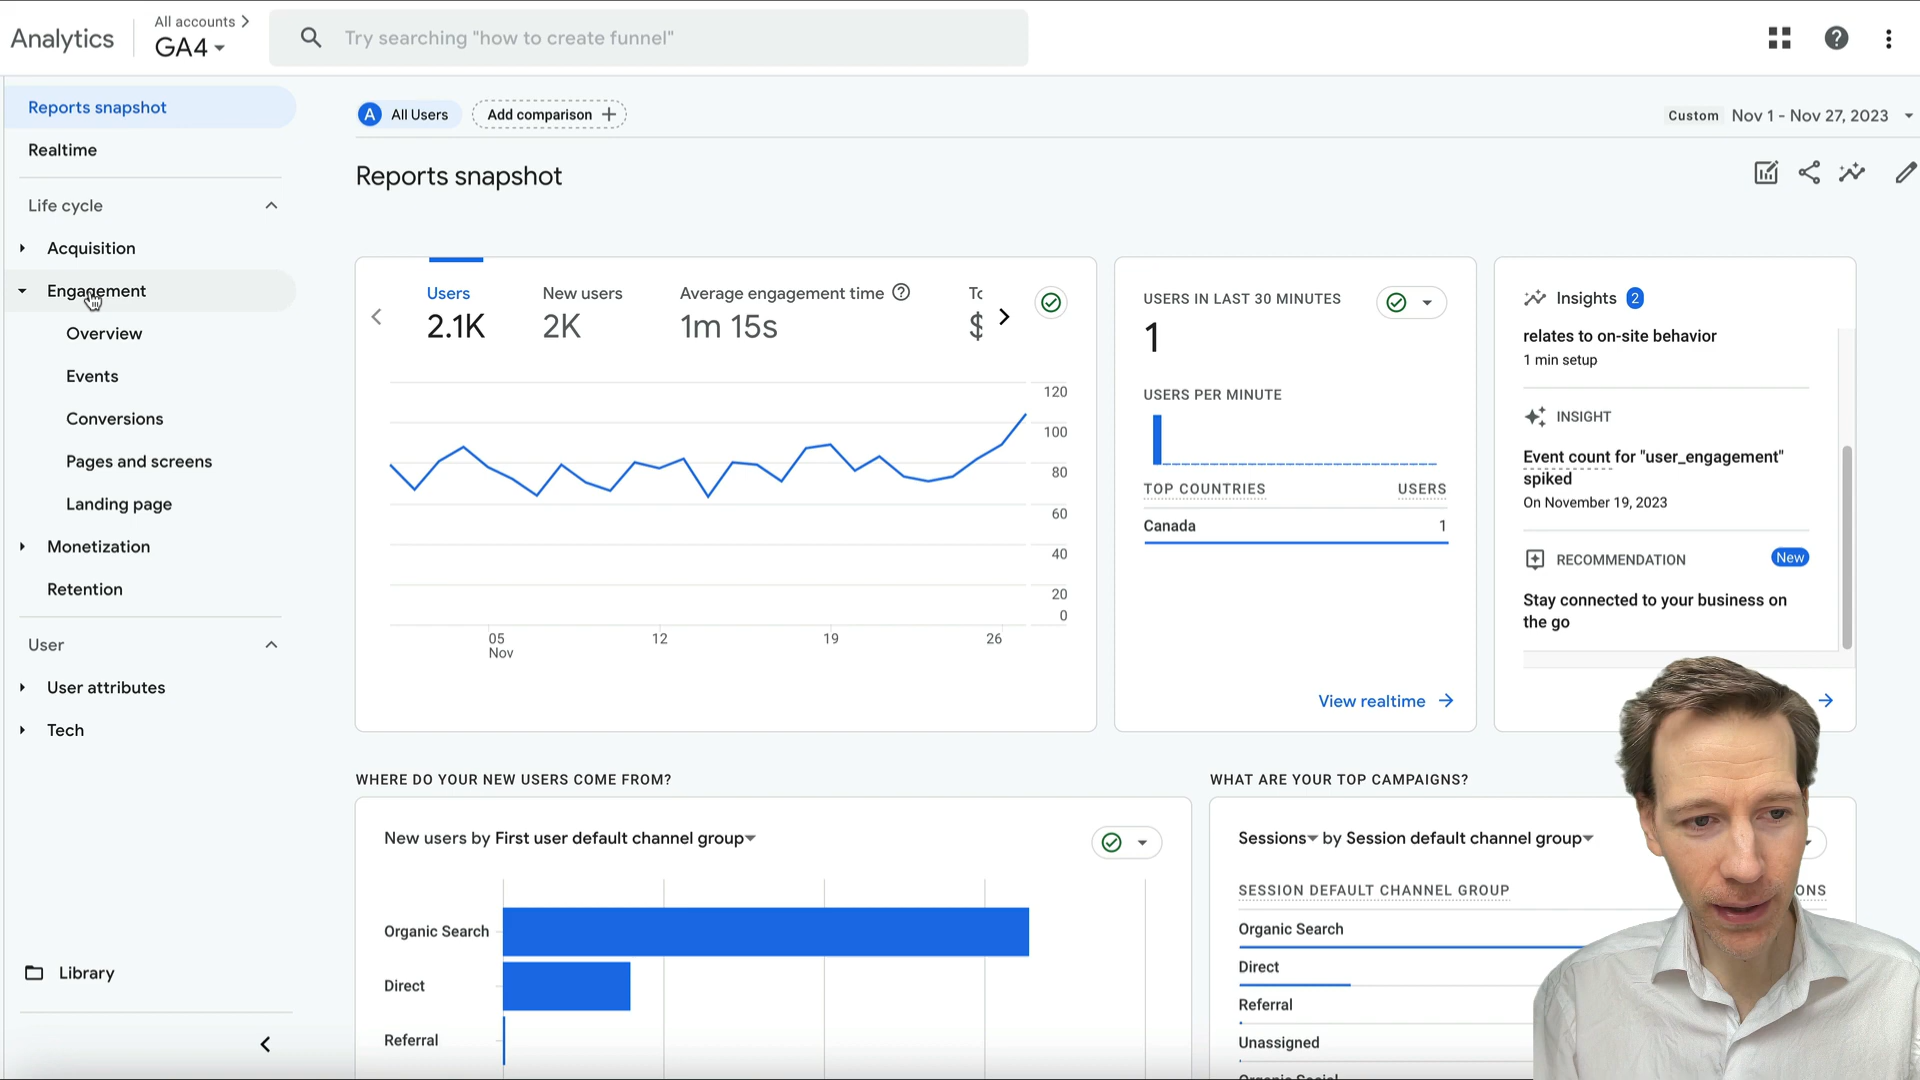 Analytics
All accounts
GA4
Try searching "how to create funnel"
Reports snapshot
Realtime
Life cycle
Acquisition
Engagement
Overview
Events
Conversions
Pages and screens
Landing page
Monetization
Retention
User
User attributes
Tech
Library
A All Users
Add comparison
Custom Nov 1 - Nov 27, 2023
Reports snapshot
Users
2.1K
New users
2K
Average engagement time
1m 15s
$
120
100
80
60
40
20
0
05
Nov
12
19
26
USERS IN LAST 30 MINUTES
1
USERS PER MINUTE
TOP COUNTRIES USERS
Canada 1
View realtime
Insights 2
relates to on-site behavior
1 min setup
INSIGHT
Event count for "user_engagement"
spiked
On November 19, 2023
RECOMMENDATION New
Stay connected to your business on
the go
WHERE DO YOUR NEW USERS COME FROM?
New users by First user default channel group
Organic Search
Direct
Referral
WHAT ARE YOUR TOP CAMPAIGNS?
Sessions by Session default channel group
SESSION DEFAULT CHANNEL GROUP
Organic Search
Direct
Referral
Unassigned